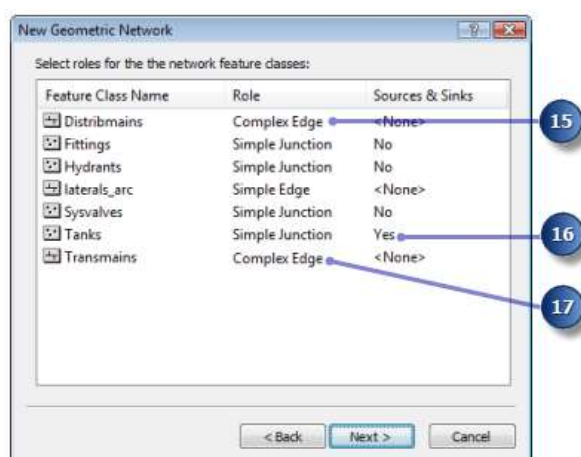 New Geometric Network
Select roles for the the network feature classes:
Feature Class Name Role Sources & Sinks
Distribmains Complex Edge <None> 15
Fittings Simple Junction No
Hydrants Simple Junction No
laterals_arc Simple Edge <None>
Sysvalves Simple Junction No
Tanks Simple Junction Yes 16
Transmains Complex Edge <None>
17
< Back Next > Cancel